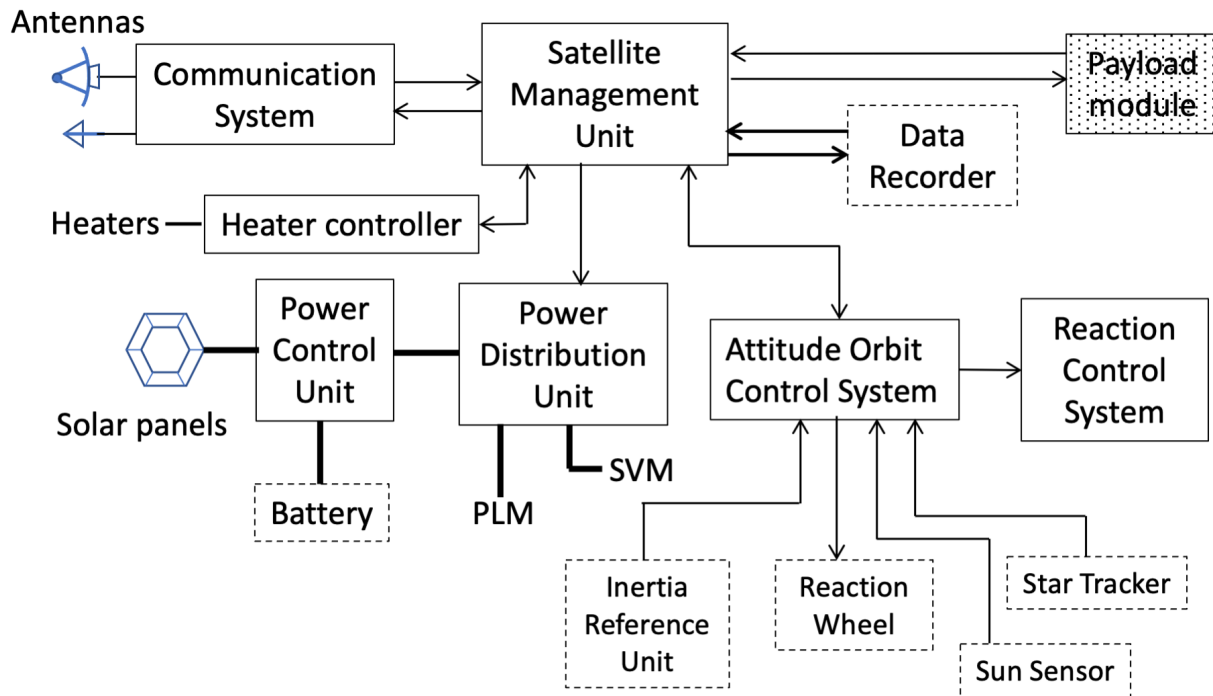 Antennas
Communication
System
Satellite
Management
Unit
Payload
module
Data
Recorder
Heaters
Heater controller
Power
Control
Unit
Power
Distribution
Unit
Attitude Orbit
Control System
Reaction
Control
System
Solar panels
Battery
PLM
SVM
Inertia
Reference
Unit
Reaction
Wheel
Star Tracker
Sun Sensor